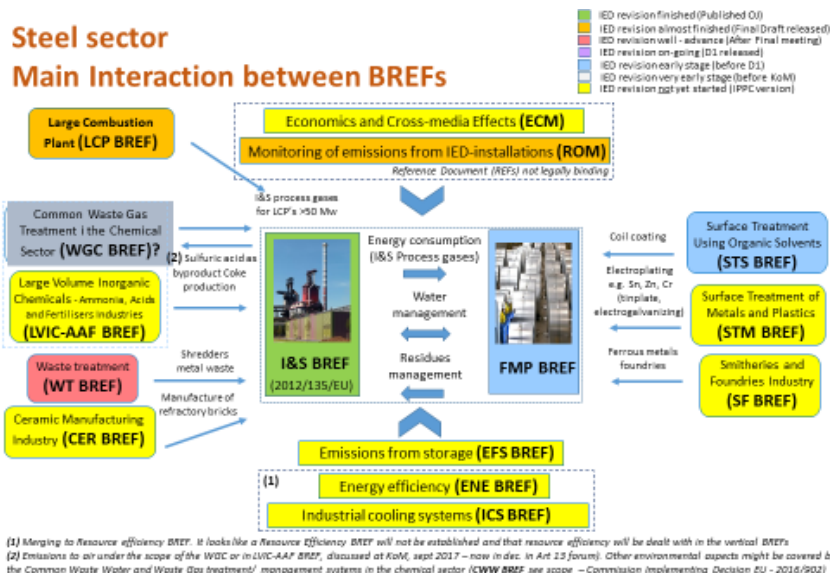 Steel sector
Main Interaction between BREFs
IED revision finished (Published OJ)
IED revision almost finished (Final Draft released)
IED revision well - advance (After Final meeting)
IED revision on-going (D1 released)
IED revision early stage (before D1)
IED revision very early stage (before KoM)
IED revision not yet started (IPPC version)
Large Combustion
Plant (LCP BREF)
Economics and Cross-media Effects (ECM)
Monitoring of emissions from IED-installations (ROM)
Reference Document (REFs) not legally binding
I&S process gases
for LCP's >50 Mw
Common Waste Gas
Treatment i the Chemical
Sector (WGC BREF)?
(2) Sulfuric acid as
byproduct Coke
production
Large Volume Inorganic
Chemicals - Ammonia, Acids
and Fertilisers industries
(LVIC-AAF BREF)
Waste treatment
(WT BREF)
Shredders
metal waste
Manufacture of
refractory bricks
Ceramic Manufacturing
Industry (CER BREF)
I&S BREF
(2012/135/EU)
Energy consumption
(I&S Process gases)
Water
management
Residues
management
FMP BREF
Coil coating
Electroplating
e.g. Sn, Zn, Cr
(tinplate,
electrogalvanizing)
Ferrous metals
foundries
Surface Treatment
Using Organic Solvents
(STS BREF)
Surface Treatment of
Metals and Plastics
(STM BREF)
Smitheries and
Foundries Industry
(SF BREF)
Emissions from storage (EFS BREF)
(1)
Energy efficiency (ENE BREF)
Industrial cooling systems (ICS BREF)
(1) Merging to Resource efficiency BREF. It looks like a Resource Efficiency BREF will not be established and that resource efficiency will be dealt with in the vertical BREFs
(2) Emissions to air under the scope of the WGC or in LVIC-AAF BREF, discussed at KoM, sept 2017 – now in dec. in Art 13 forum). Other environmental aspects might be covered b
the Common Waste Water and Waste Gas treatment/ management systems in the chemical sector (CWW BREF see scope – Commission Implementing Decision EU - 2016/902)